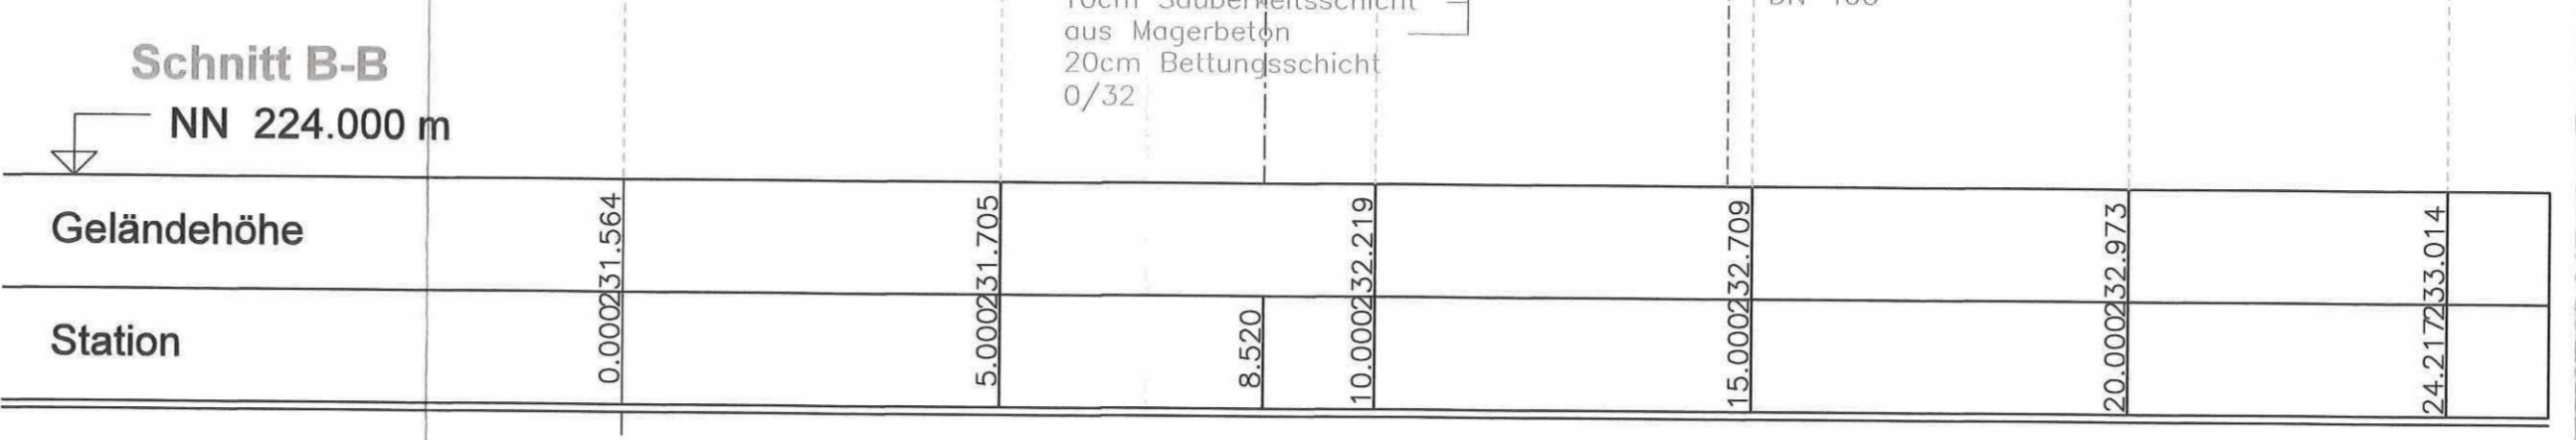 aus Magerbeton
20cm Bettungsschicht
0/32
Schnitt B-B
NN 224.000 m
Geländehöhe 231.564 231.705 232.219 232.709 232.973 233.014
Station 0.000 5.000 8.520 10.000 15.000 20.000 24.217